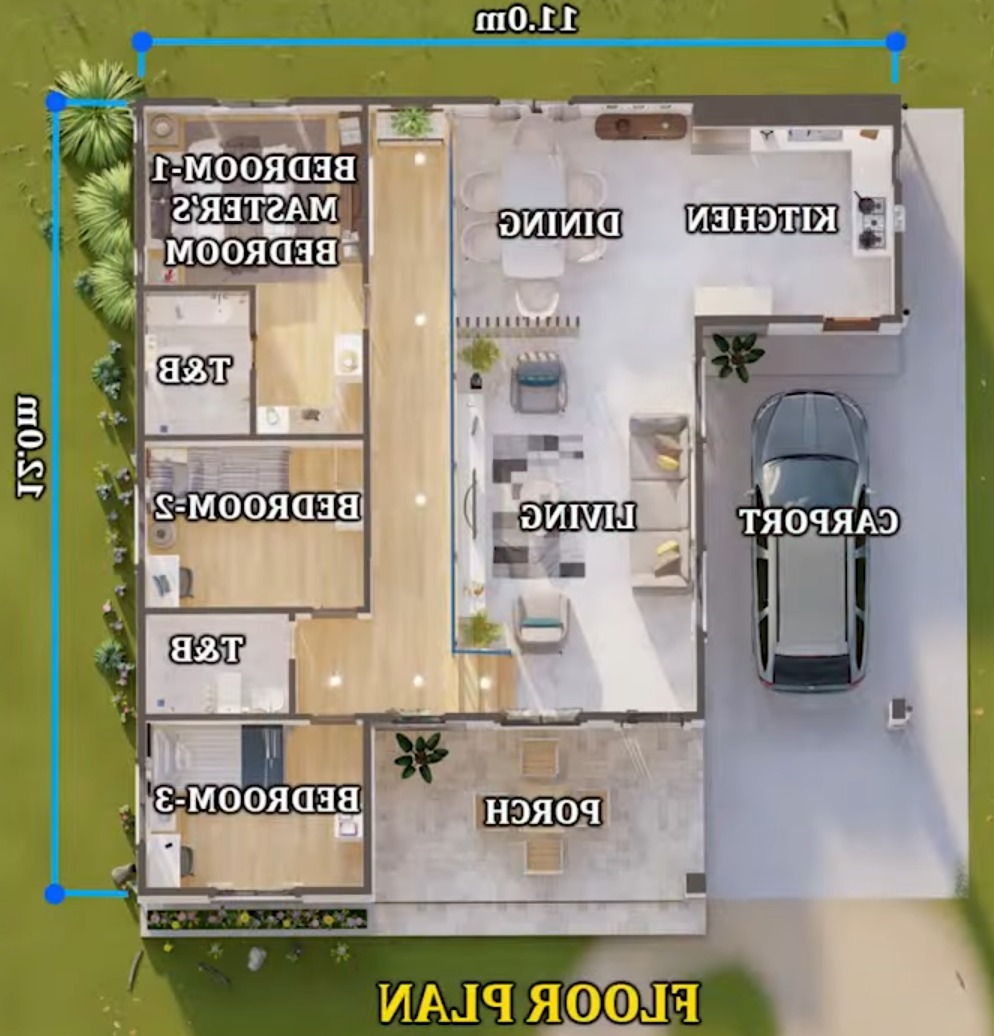 11.0m
BEDROOM-1
MASTER'S
BEDROOM
DINING
KITCHEN
T&B
12.0m
BEDROOM-2
LIVING
CARPORT
T&B
BEDROOM-3
PORCH
FLOOR PLAN